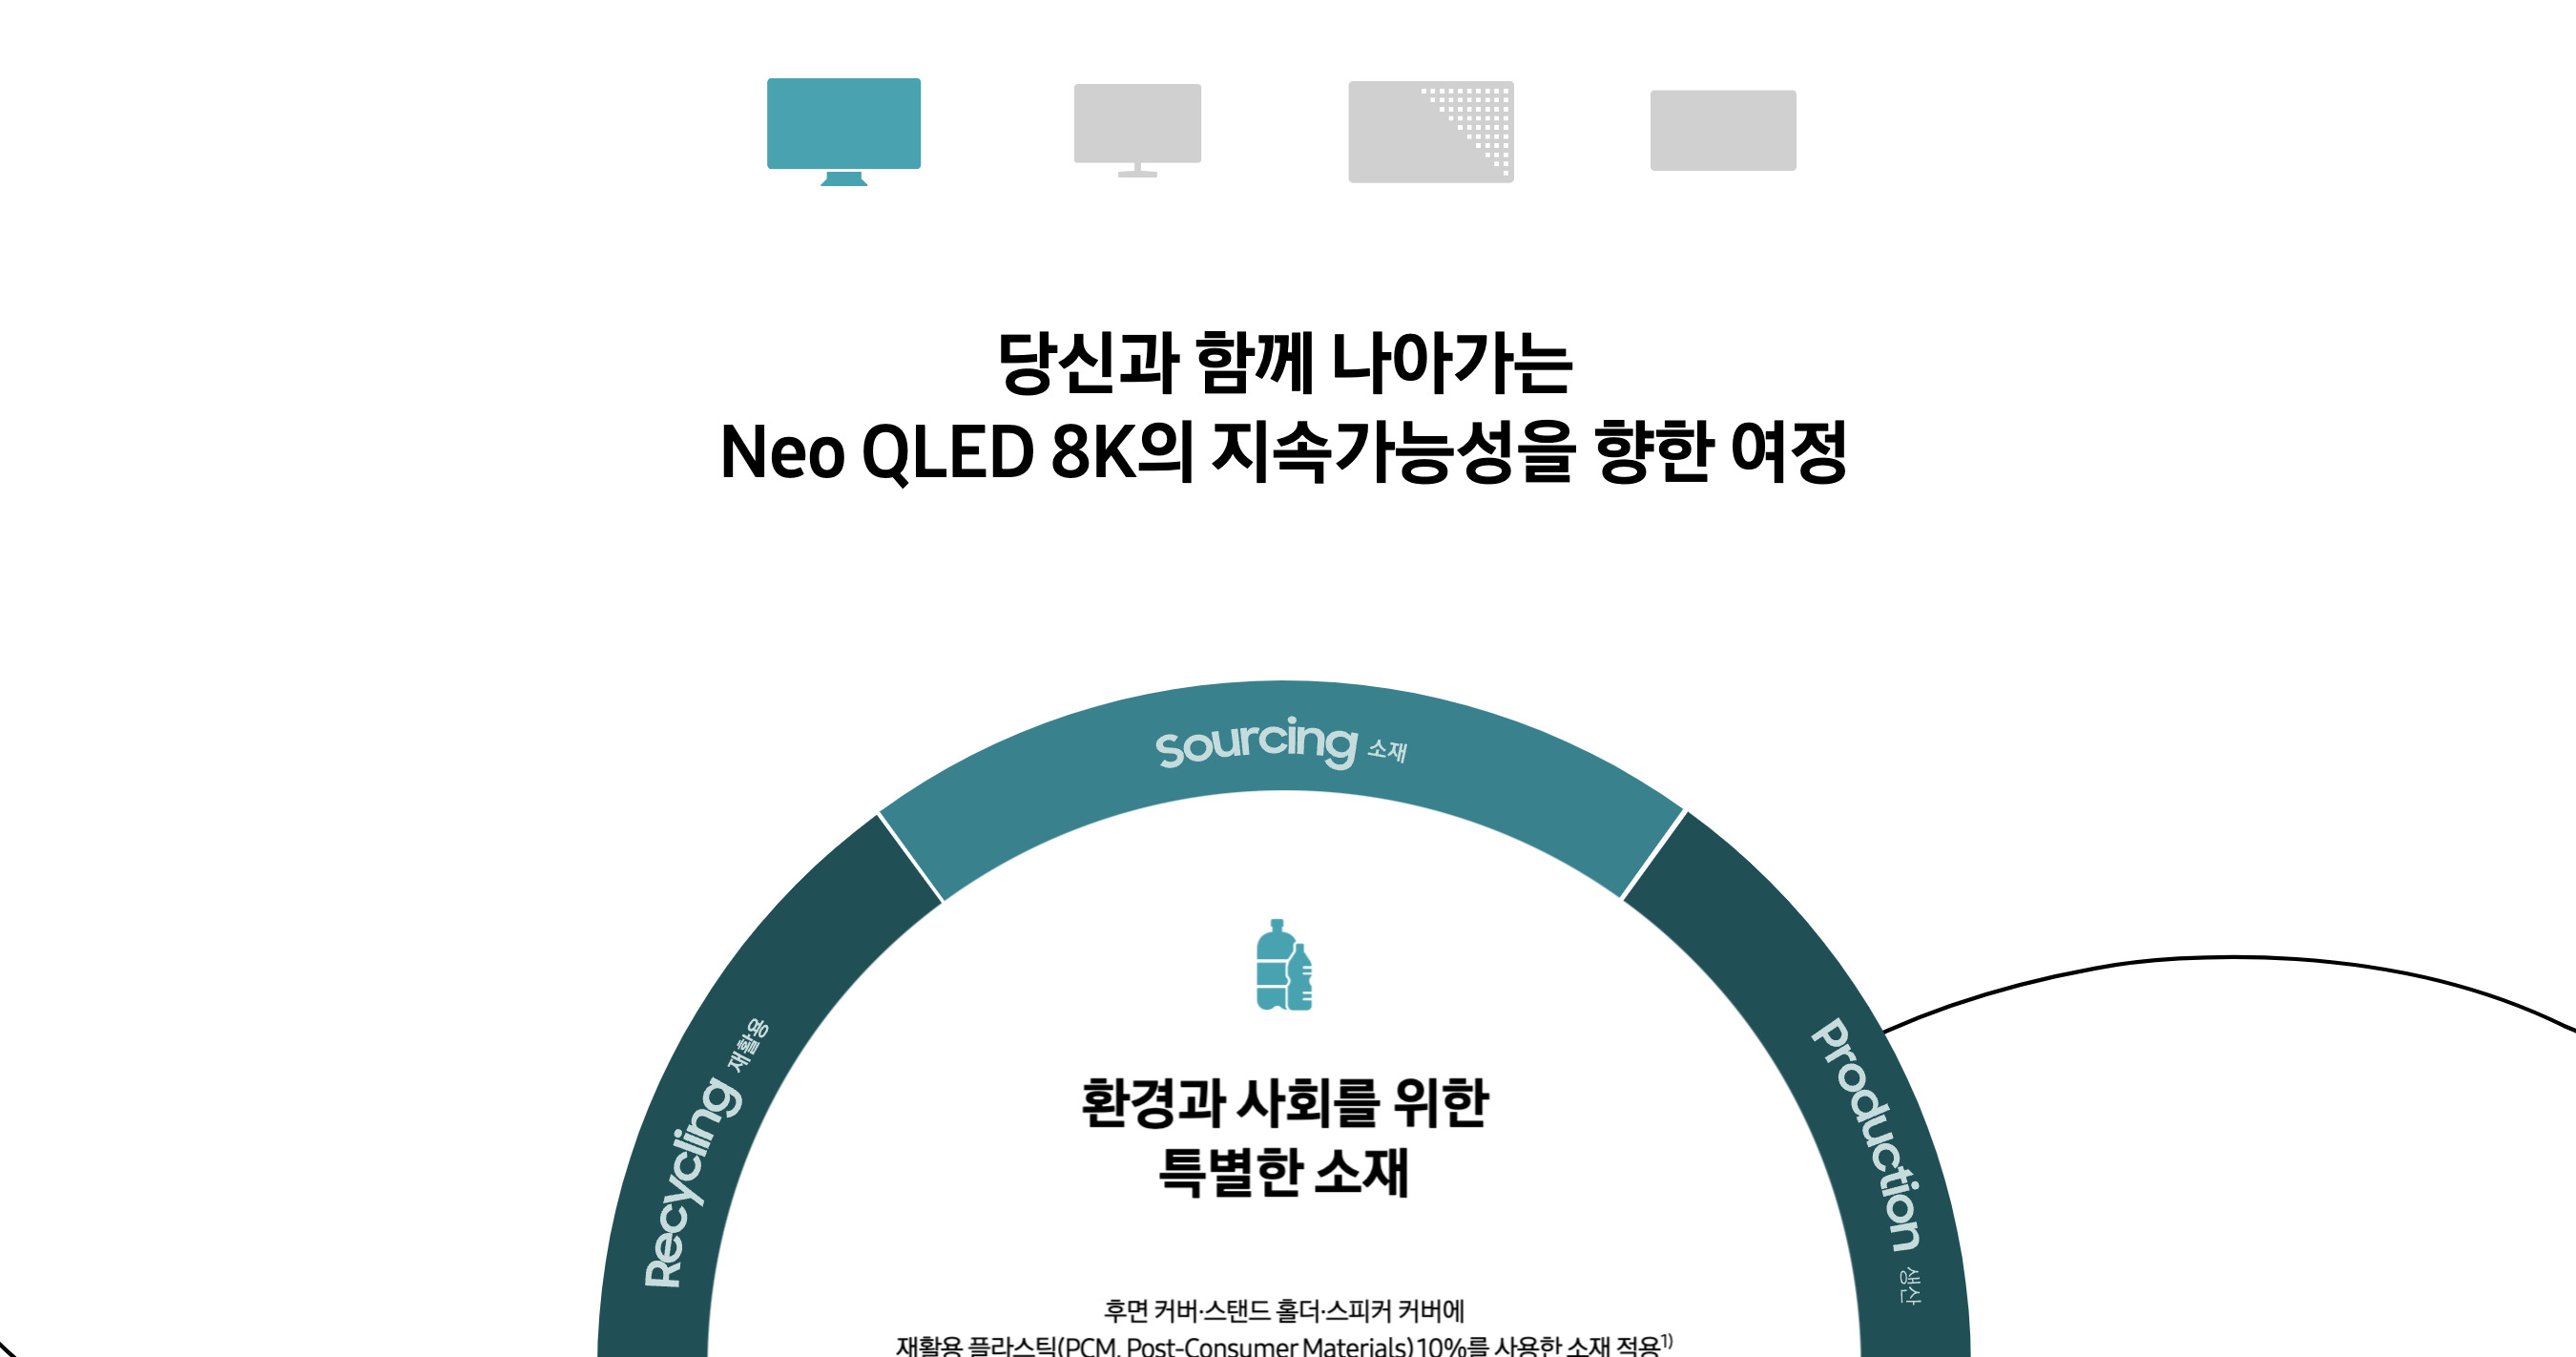 당신과 함께 나아가는
Neo QLED 8K의 지속가능성을 향한 여정
Sourcing 소재
Recycling 재활용
Production 생산
환경과 사회를 위한
특별한 소재
후면 커버·스탠드 홀더·스피커 커버에
재활용 플라스틱(PCM, Post-Consumer Materials) 10%를 사용한 소재 적용1)